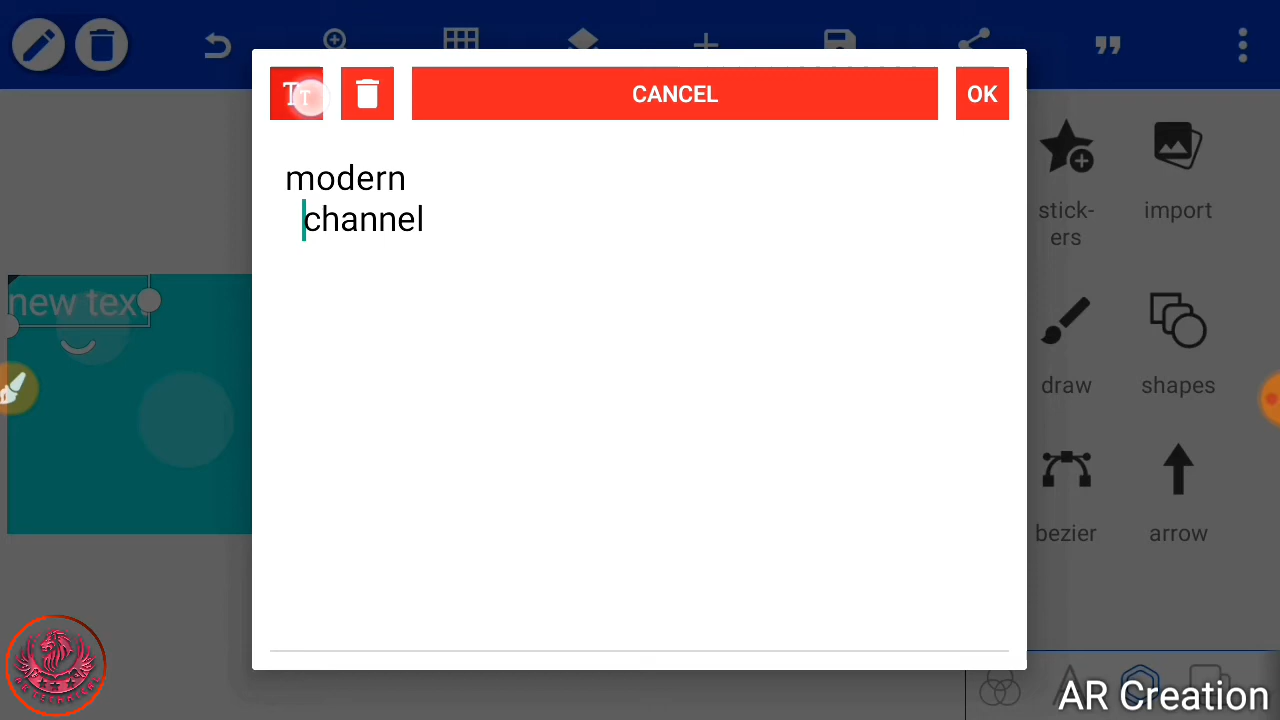 CANCEL
OK
modern
channel
new tex
stick-
ers
import
draw
shapes
bezier
arrow
AR Creation